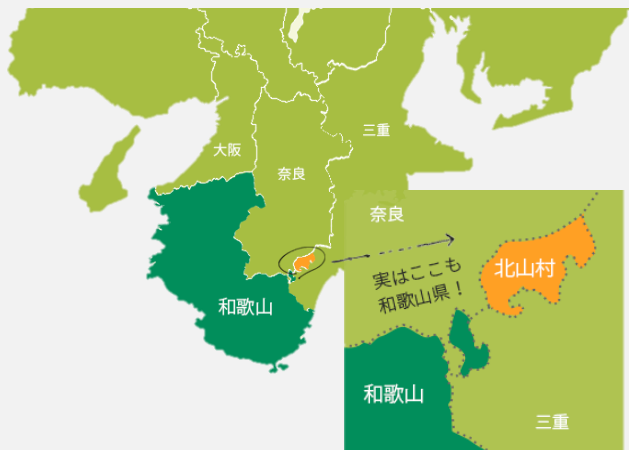 大阪
三重
奈良
和歌山
奈良
実はここも
和歌山県！
北山村
和歌山
三重